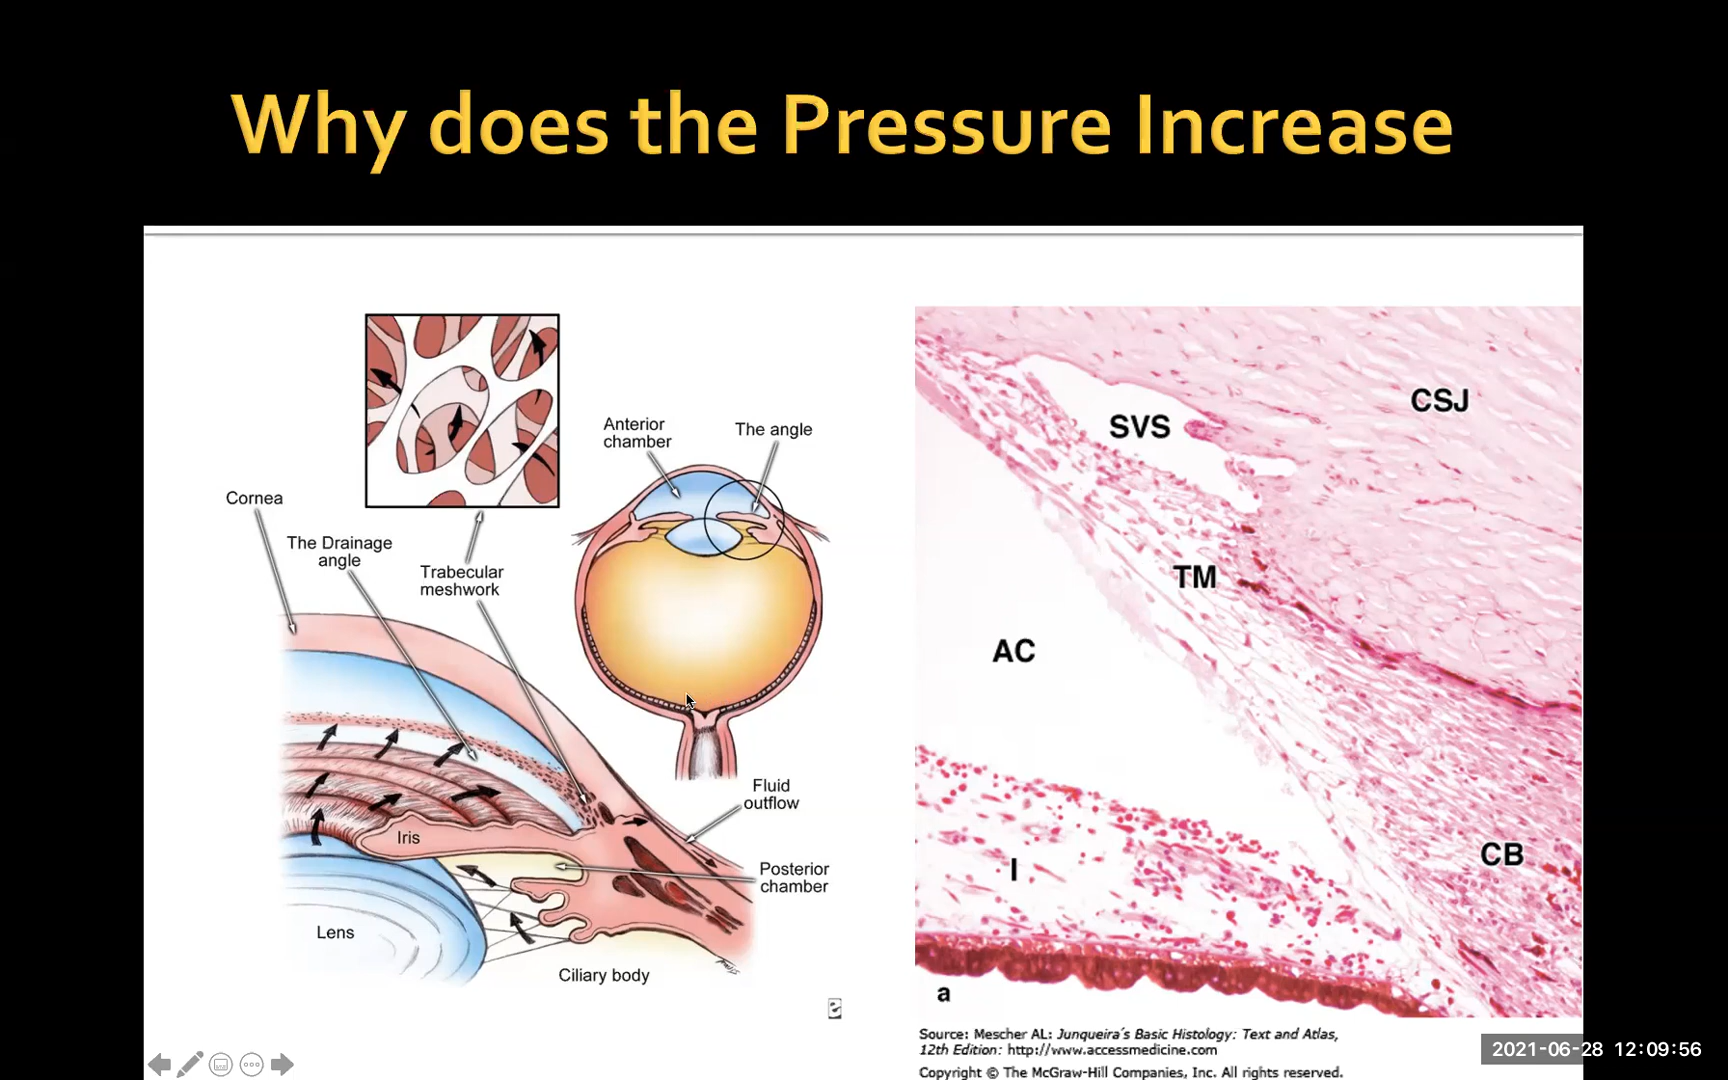 Why does the Pressure Increase
Anterior
chamber
The angle
Cornea
The Drainage
angle
Trabecular
meshwork
Fluid
outflow
Iris
Posterior
chamber
Lens
Ciliary body
SVS
CSJ
TM
AC
CB
I
a
Source: Mescher AL: Junqueira's Basic Histology: Text and Atlas,
12th Edition: http://www.accessmedicine.com
Copyright © The McGraw-Hill Companies, Inc. All rights reserved.
2021-06-28 12:09:56